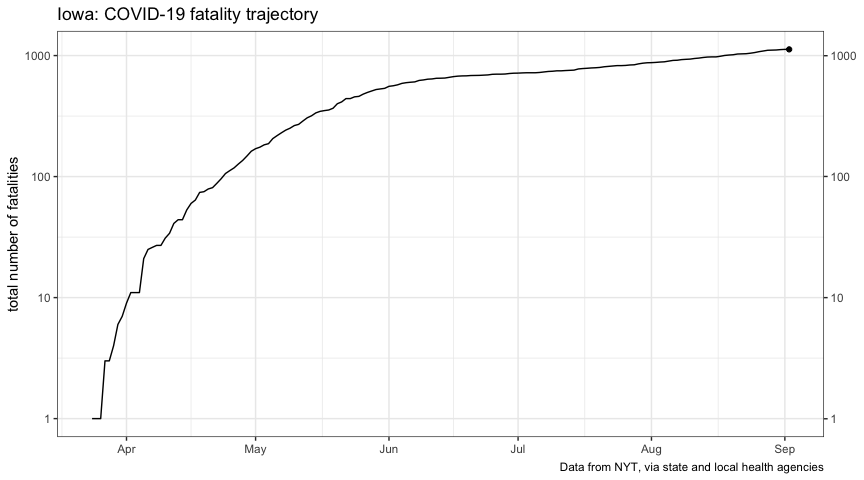 Iowa: COVID-19 fatality trajectory
total number of fatalities
1000
100
10
1
1000
100
10
1
Apr May Jun Jul Aug Sep
Data from NYT, via state and local health agencies